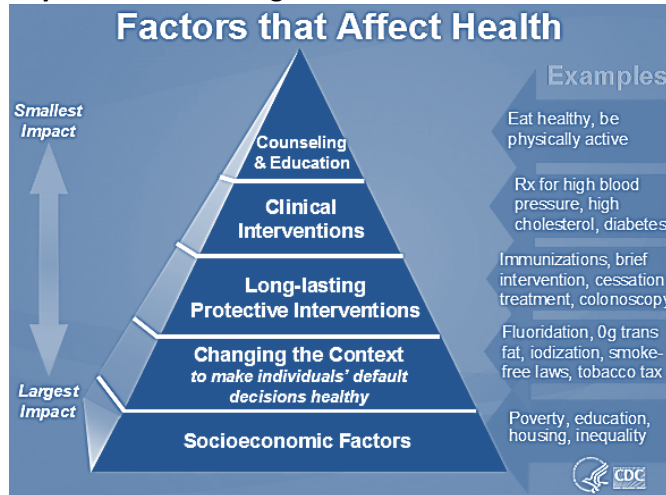 Factors that Affect Health
Examples
Smallest
Impact
Largest
Impact
Counseling
& Education
Clinical
Interventions
Long-lasting
Protective Interventions
Changing the Context
to make individuals' default
decisions healthy
Socioeconomic Factors
Eat healthy, be
physically active
Rx for high blood
pressure, high
cholesterol, diabetes
Immunizations, brief
intervention, cessation
treatment, colonoscopy
Fluoridation, 0g trans
fat, iodization, smoke-
free laws, tobacco tax
Poverty, education,
housing, inequality
CDC